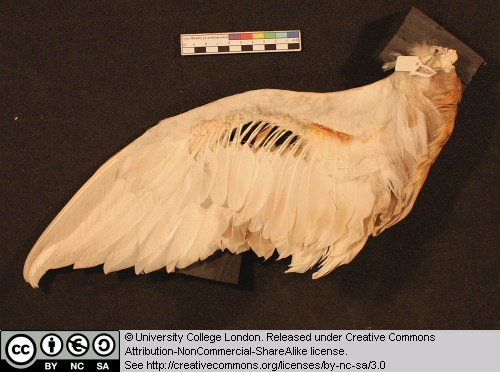 © University College London. Released under Creative Commons
Attribution-NonCommercial-ShareAlike license.
See http://creativecommons.org/licenses/by-nc-sa/3.0
cc
BY NC SA